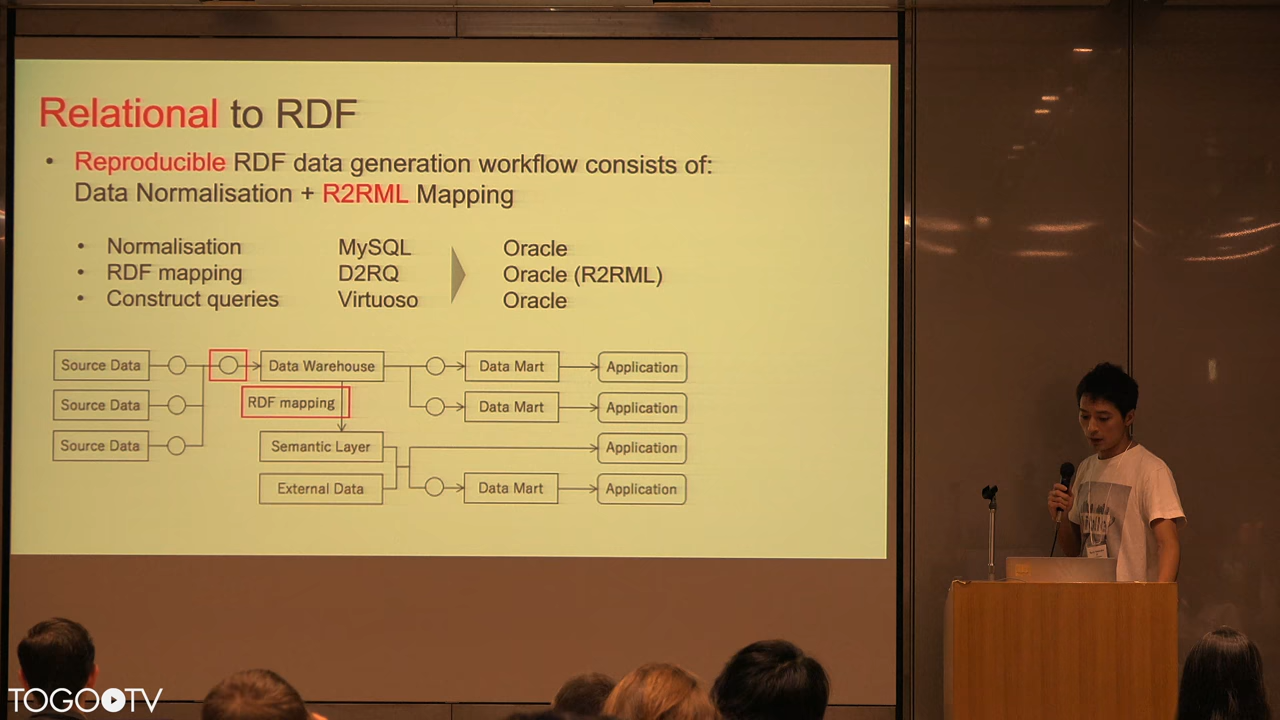 Relational to RDF
• Reproducible RDF data generation workflow consists of:
Data Normalisation + R2RML Mapping
• Normalisation MySQL Oracle
• RDF mapping D2RQ Oracle (R2RML)
• Construct queries Virtuoso Oracle
Source Data Data Warehouse Data Mart Application
RDF mapping
Source Data Data Mart Application
Source Data Semantic Layer Application
External Data Data Mart Application
TOGOTV